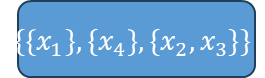 {{x₁}, {x₄}, {x₂, x₃}}